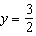 y = 3/2